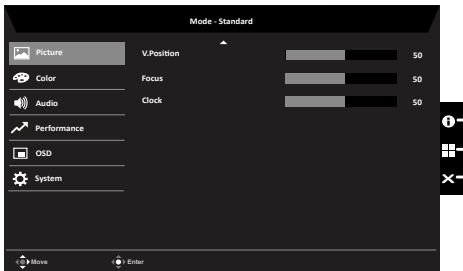 Mode - Standard
Picture
V.Position 50
Color
Focus 50
Audio
Clock 50
Performance
OSD
System
Move Enter